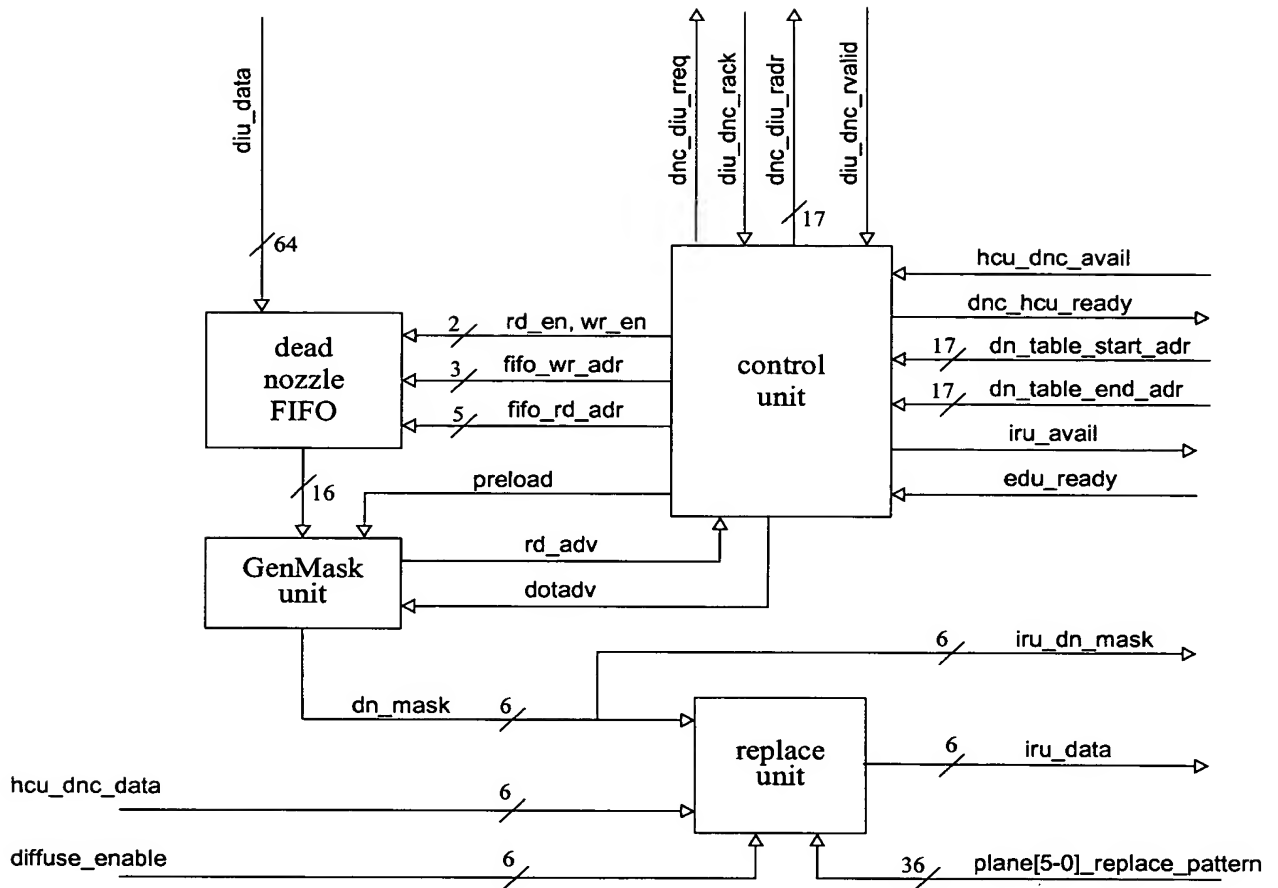 diu_data
64
dnc_diu_rreq
diu_dnc_rack
dnc_diu_radr
diu_dnc_rvalid
17
dead
nozzle
FIFO
2 rd_en, wr_en
3 fifo_wr_adr
5 fifo_rd_adr
control
unit
hcu_dnc_avail
dnc_hcu_ready
17 dn_table_start_adr
17 dn_table_end_adr
iru_avail
edu_ready
16
preload
GenMask
unit
rd_adv
dotadv
6 iru_dn_mask
dn_mask 6
replace
unit
6 iru_data
hcu_dnc_data 6
diffuse_enable 6
36 plane[5-0]_replace_pattern